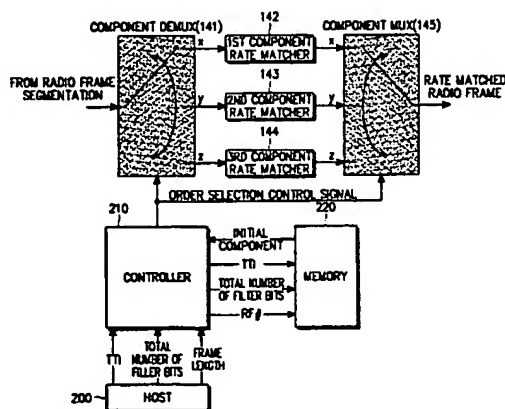 142
COMPONENT DEMUX(141)
COMPONENT MUX(145)
x
1ST COMPONENT
RATE MATCHER
x
143
FROM RADIO FRAME
SEGMENTATION
y
2ND COMPONENT
RATE MATCHER
y
RATE MATCHED
RADIO FRAME
144
z
3RD COMPONENT
RATE MATCHER
z
ORDER SELECTION CONTROL SIGNAL
210
220
INITIAL
COMPONENT
CONTROLLER
TTI
MEMORY
TOTAL NUMBER
OF FILTER BITS
RF#
TTI
TOTAL
NUMBER OF
FILLER BITS
FRAME
LENGTH
200
HOST